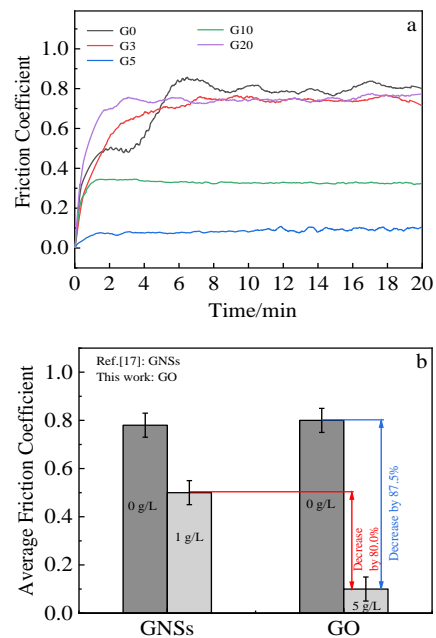 a
G0
G3
G5
G10
G20
Friction Coefficient
1.0
0.8
0.6
0.4
0.2
0.0
0 2 4 6 8 10 12 14 16 18 20
Time/min
b
Ref.[17]: GNSs
This work: GO
Average Friction Coefficient
1.0
0.8
0.6
0.4
0.2
0.0
0 g/L
1 g/L
0 g/L
5 g/L
Decrease
by 80.0%
Decrease by 87.5%
GNSs GO